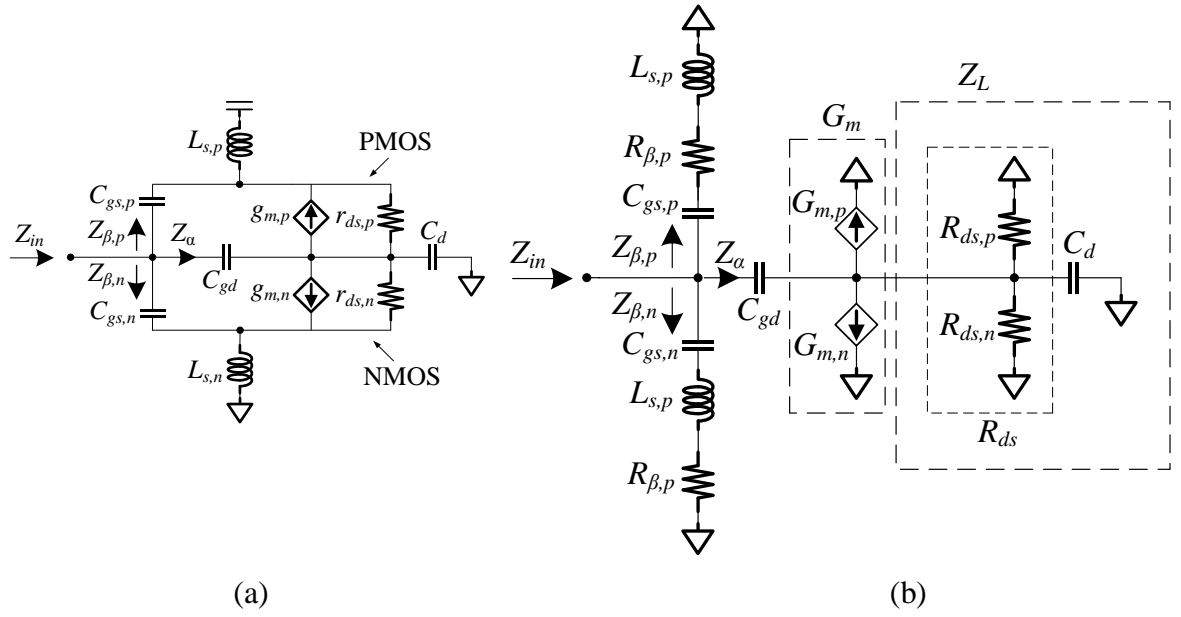 L_{s,p}
PMOS
C_{gs,p}
g_{m,p}
r_{ds,p}
C_d
Z_{in}
Z_{β,p}
Z_α
Z_{β,n}
C_{gd}
g_{m,n}
r_{ds,n}
C_{gs,n}
L_{s,n}
NMOS
(a)
L_{s,p}
Z_L
R_{β,p}
G_m
C_{gs,p}
G_{m,p}
R_{ds,p}
C_d
Z_{in}
Z_{β,p}
Z_α
Z_{β,n}
C_{gd}
G_{m,n}
R_{ds,n}
C_{gs,n}
L_{s,p}
R_{ds}
R_{β,p}
(b)